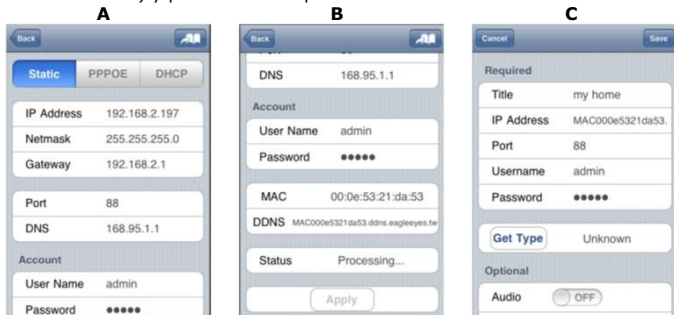 A
Back
Static PPPOE DHCP
IP Address 192.168.2.197
Netmask 255.255.255.0
Gateway 192.168.2.1
Port 88
DNS 168.95.1.1
Account
User Name admin
Password •••••
B
Back
DNS 168.95.1.1
Account
User Name admin
Password •••••
MAC 00:0e:53:21:da:53
DDNS MAC000e5321da53.ddns.eagleeyes.tw
Status Processing...
Apply
C
Cancel Save
Required
Title my home
IP Address MAC000e5321da53.
Port 88
Username admin
Password •••••
Get Type Unknown
Optional
Audio OFF